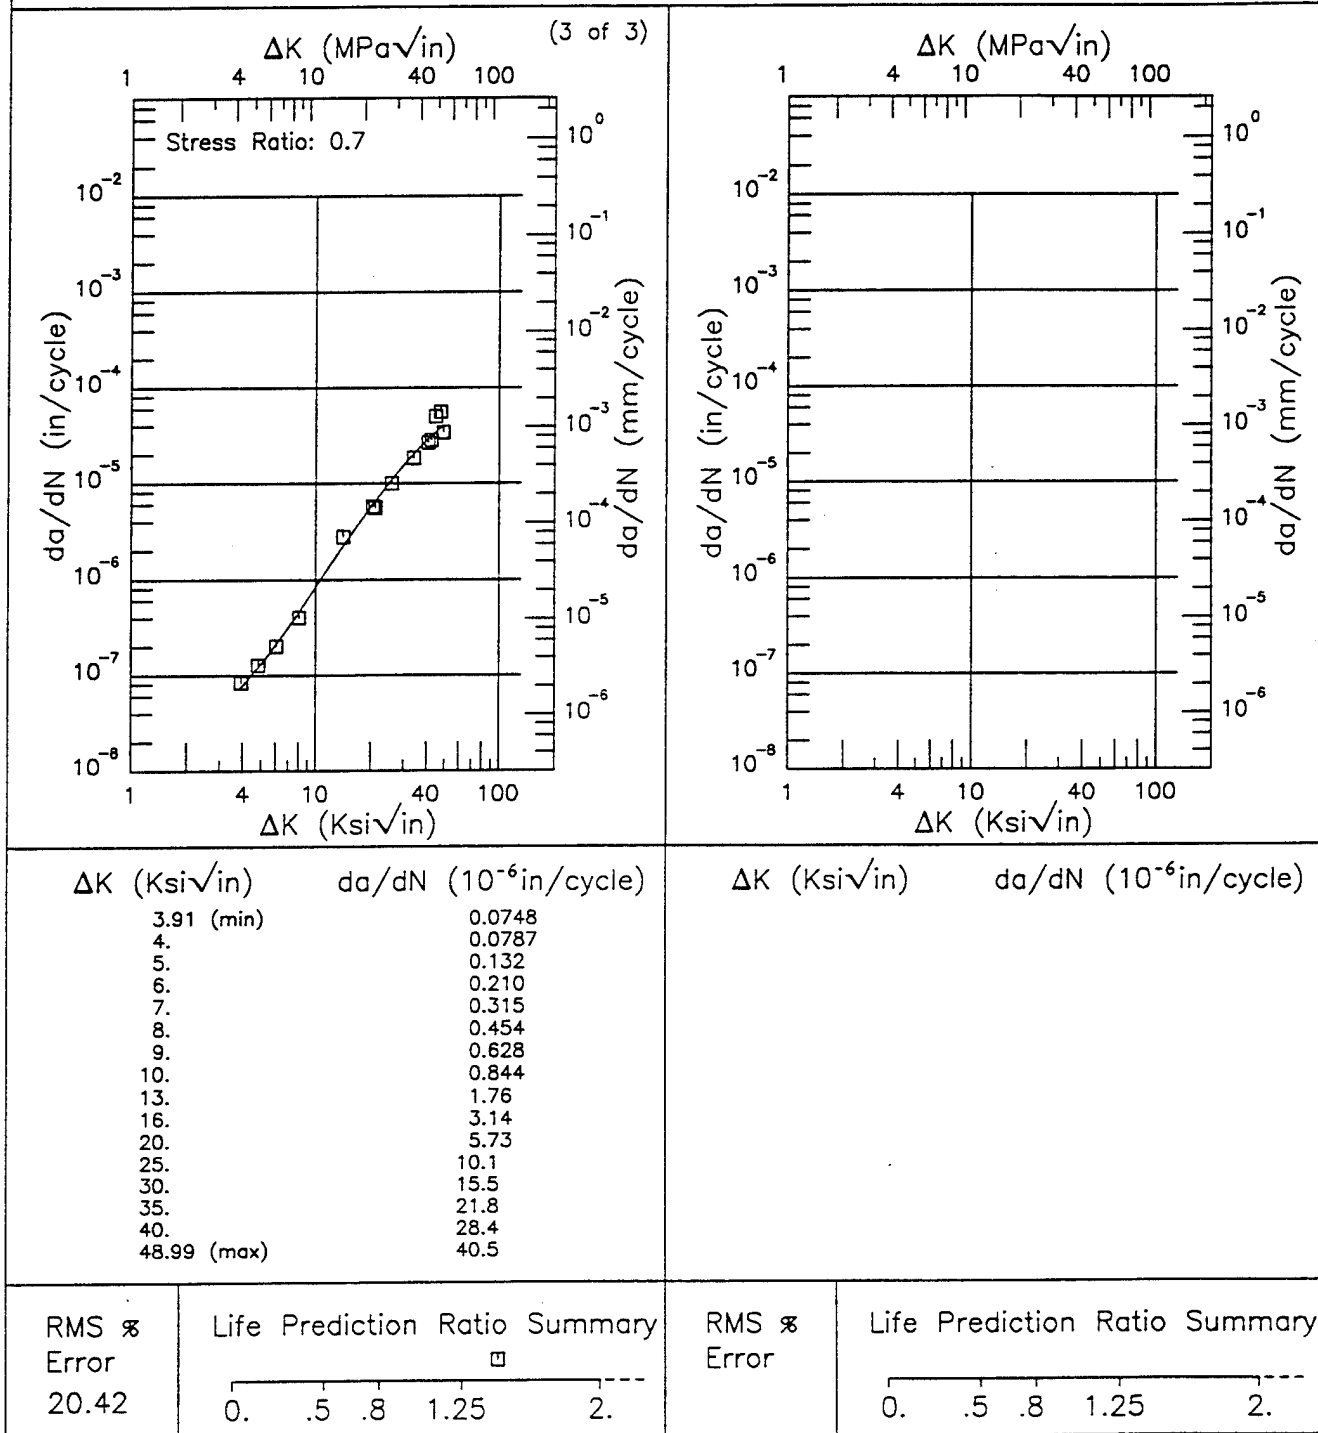 (3 of 3)
ΔK (MPa√in)
1 4 10 40 100
Stress Ratio: 0.7
10⁻²
10⁻³
10⁻⁴
10⁻⁵
10⁻⁶
10⁻⁷
10⁻⁸
da/dN (in/cycle)
10⁰
10⁻¹
10⁻²
10⁻³
10⁻⁴
10⁻⁵
10⁻⁶
da/dN (mm/cycle)
1 4 10 40 100
ΔK (Ksi√in)
ΔK (MPa√in)
1 4 10 40 100
10⁻²
10⁻³
10⁻⁴
10⁻⁵
10⁻⁶
10⁻⁷
10⁻⁸
da/dN (in/cycle)
10⁰
10⁻¹
10⁻²
10⁻³
10⁻⁴
10⁻⁵
10⁻⁶
da/dN (mm/cycle)
1 4 10 40 100
ΔK (Ksi√in)
ΔK (Ksi√in) da/dN (10⁻⁶in/cycle)
3.91 (min) 0.0748
4. 0.0787
5. 0.132
6. 0.210
7. 0.315
8. 0.454
9. 0.628
10. 0.844
13. 1.76
16. 3.14
20. 5.73
25. 10.1
30. 15.5
35. 21.8
40. 28.4
48.99 (max) 40.5
ΔK (Ksi√in) da/dN (10⁻⁶in/cycle)
RMS %
Error
20.42
Life Prediction Ratio Summary
0. .5 .8 1.25 2.
RMS %
Error
Life Prediction Ratio Summary
0. .5 .8 1.25 2.